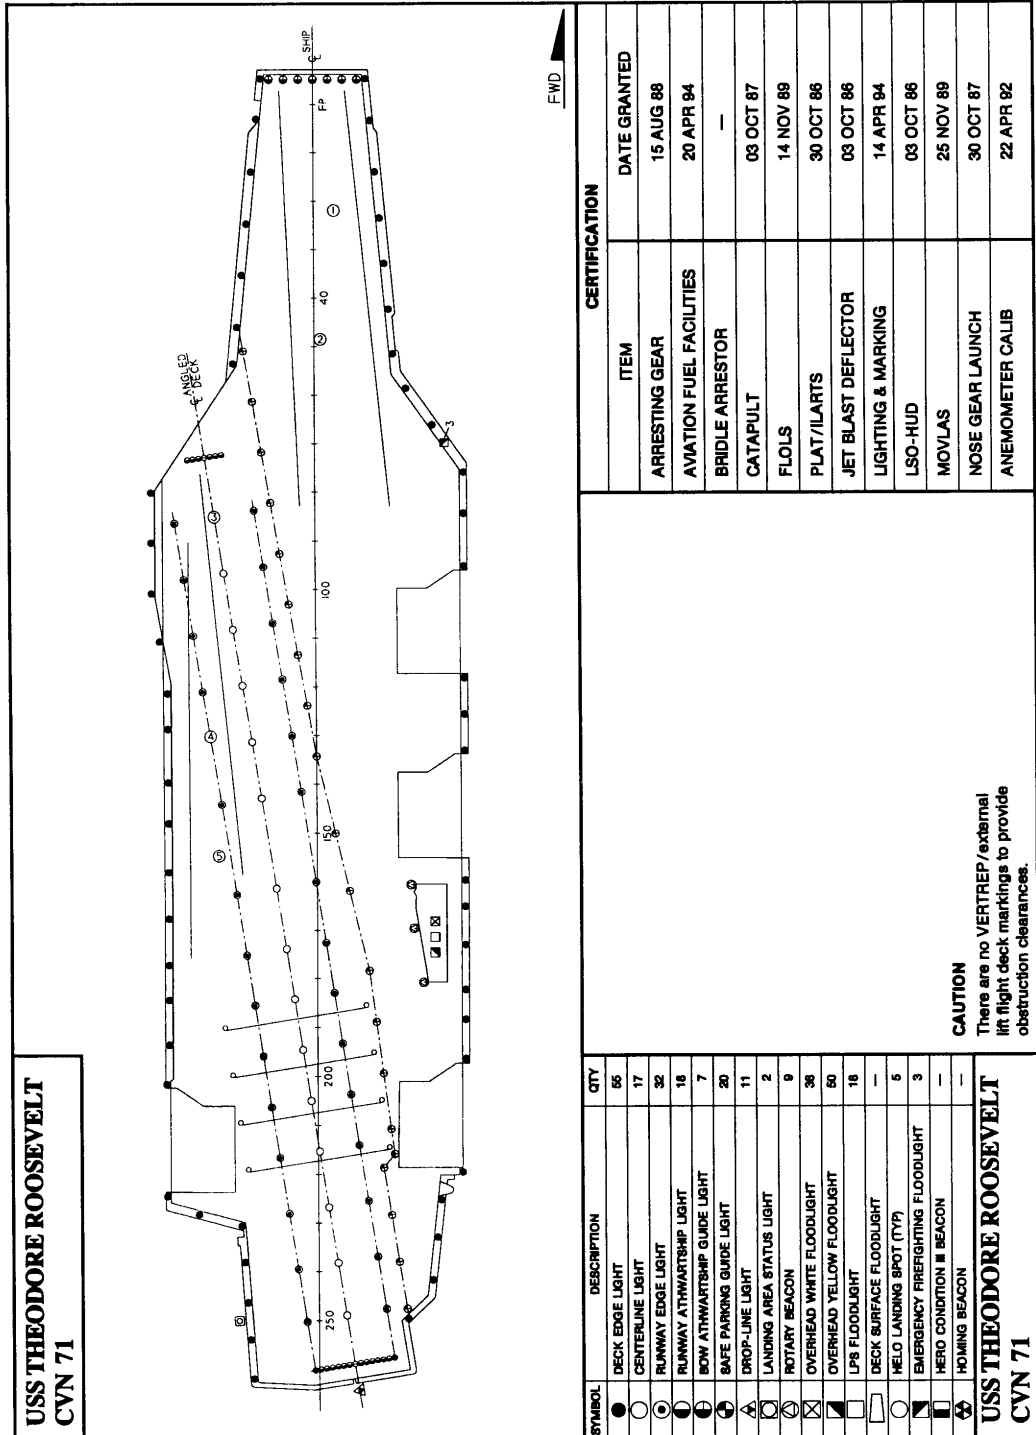 USS THEODORE ROOSEVELT
CVN 71
SHIP
FP
40
100
150
200
250
ANGLED
DECK
1
2
3
4
5
3
FWD
SYMBOL DESCRIPTION QTY
DECK EDGE LIGHT
CENTERLINE LIGHT 17
RUNWAY EDGE LIGHT 32
RUNWAY ATHWARTSHIP LIGHT 18
BOW ATHWARTSHIP GUIDE LIGHT 7
SAFE PARKING GUIDE LIGHT 20
DROP-LINE LIGHT 11
LANDING AREA STATUS LIGHT 2
ROTARY BEACON 9
OVERHEAD WHITE FLOODLIGHT
OVERHEAD YELLOW FLOODLIGHT
LPS FLOODLIGHT 18
DECK SURFACE FLOODLIGHT —
HELO LANDING SPOT (TYP) 5
EMERGENCY FIREFIGHTING FLOODLIGHT 3
HERO CONDITION III BEACON —
HOMING BEACON —
CAUTION
There are no VERTREP/external
lift flight deck markings to provide
obstruction clearances.
CERTIFICATION
ITEM DATE GRANTED
ARRESTING GEAR 15 AUG 88
AVIATION FUEL FACILITIES 20 APR 94
BRIDLE ARRESTOR —
CATAPULT 03 OCT 87
FLOLS 14 NOV 89
PLAT/ILARTS 30 OCT 86
JET BLAST DEFLECTOR 03 OCT 86
LIGHTING & MARKING 14 APR 94
LSO-HUD 03 OCT 86
MOVLAS 25 NOV 89
NOSE GEAR LAUNCH 30 OCT 87
ANEMOMETER CALIB 22 APR 92
USS THEODORE ROOSEVELT
CVN 71